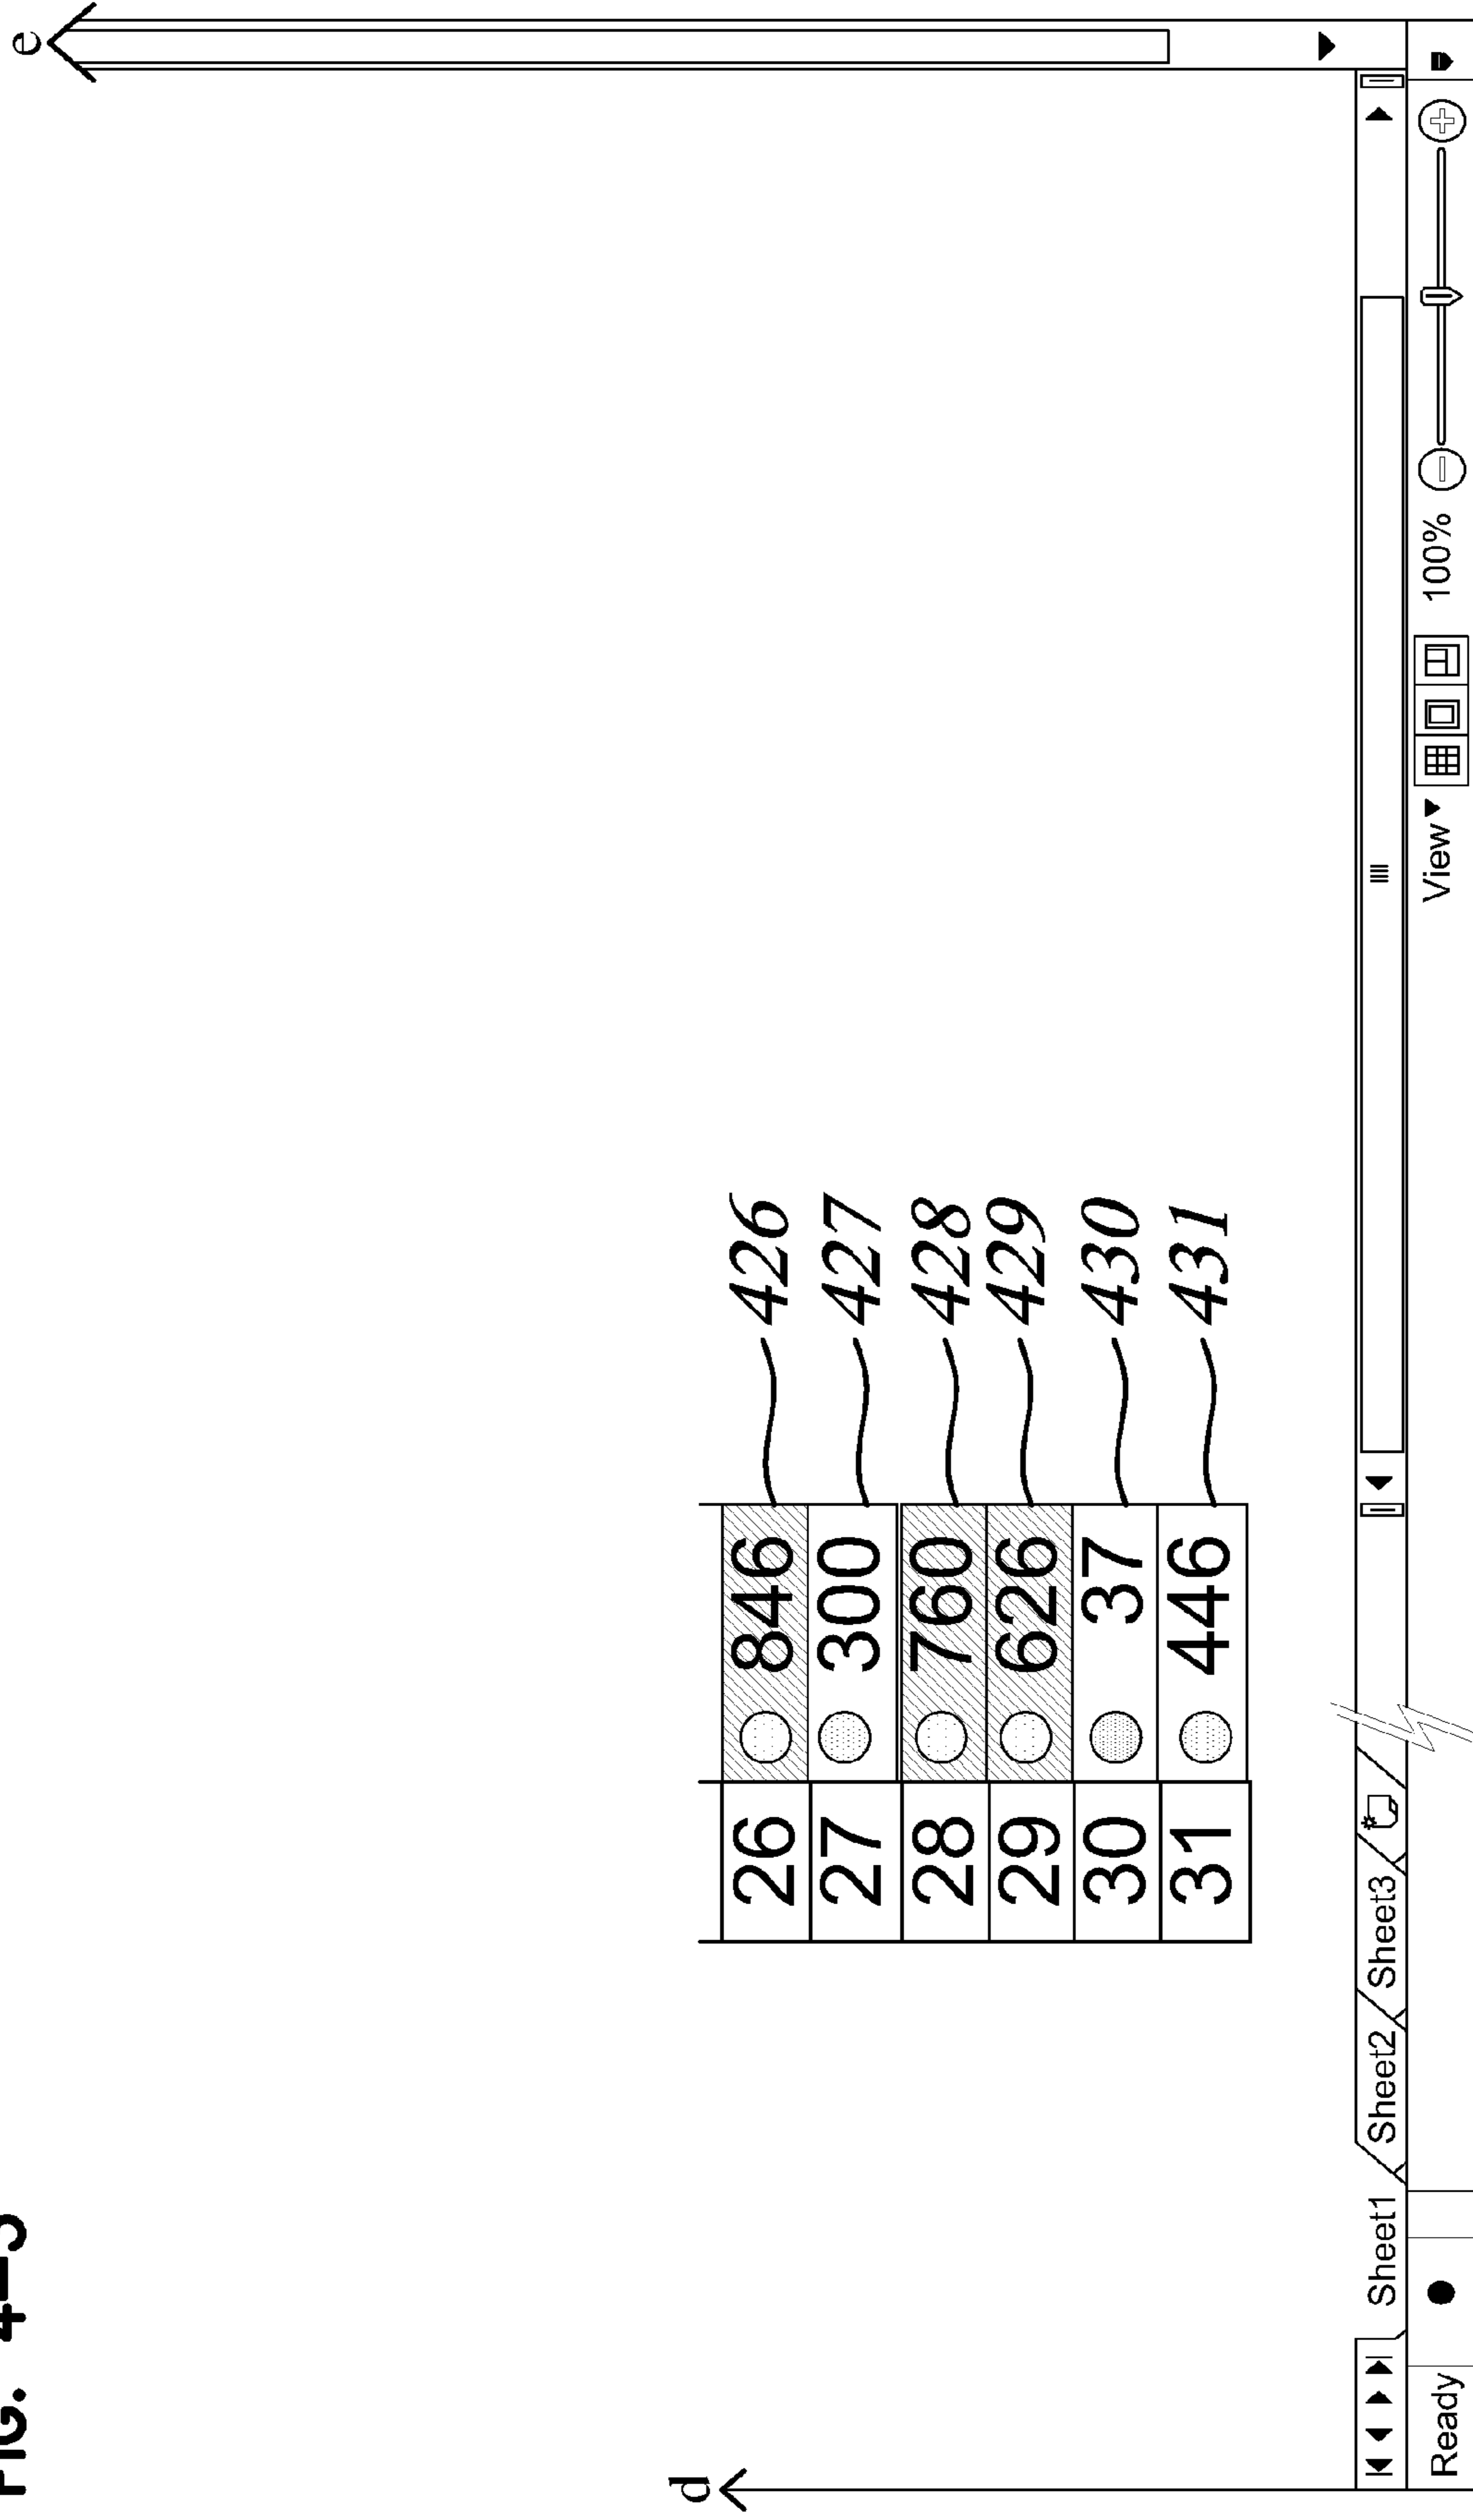 FIG. 4-3
e
d
26 846 426
27 300 427
28 760 428
29 626 429
30 37 430
31 446 431
Sheet1 Sheet2 Sheet3
Ready View 100%